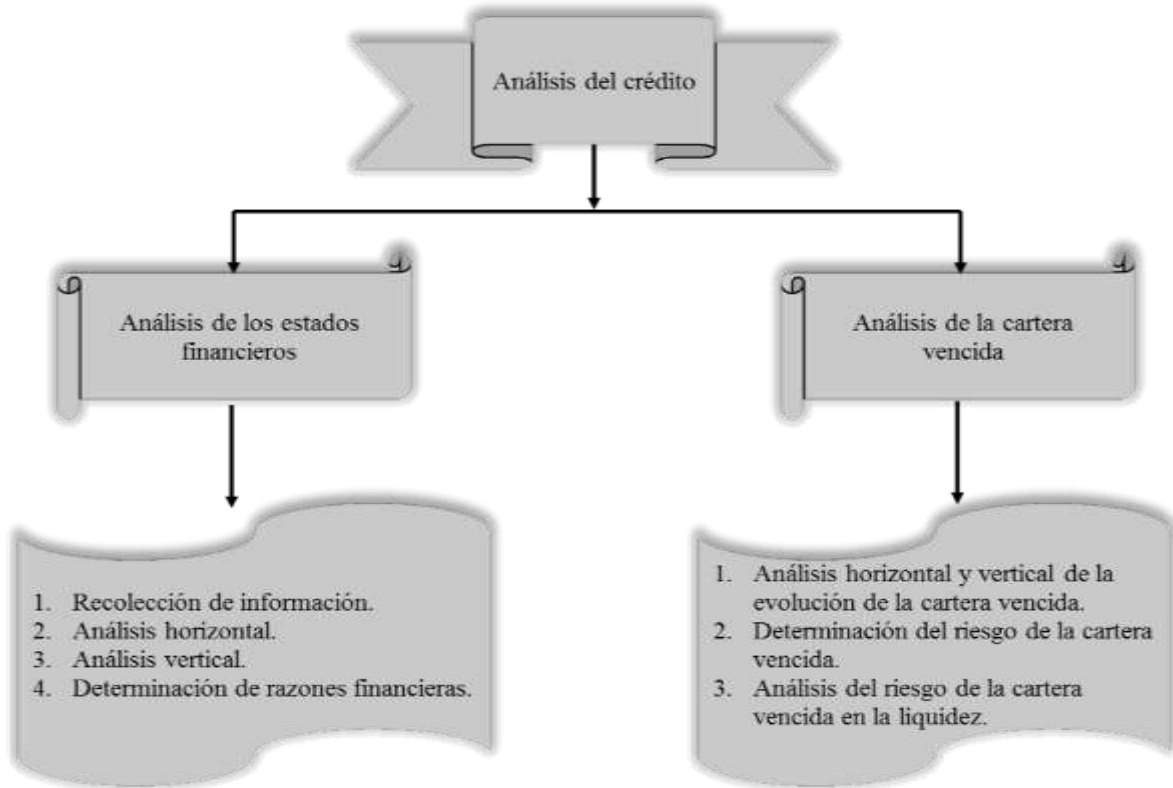 Análisis del crédito
Análisis de los estados
financieros
Análisis de la cartera
vencida
1. Recolección de información.
2. Análisis horizontal.
3. Análisis vertical.
4. Determinación de razones financieras.
1. Análisis horizontal y vertical de la
evolución de la cartera vencida.
2. Determinación del riesgo de la cartera
vencida.
3. Análisis del riesgo de la cartera
vencida en la liquidez.